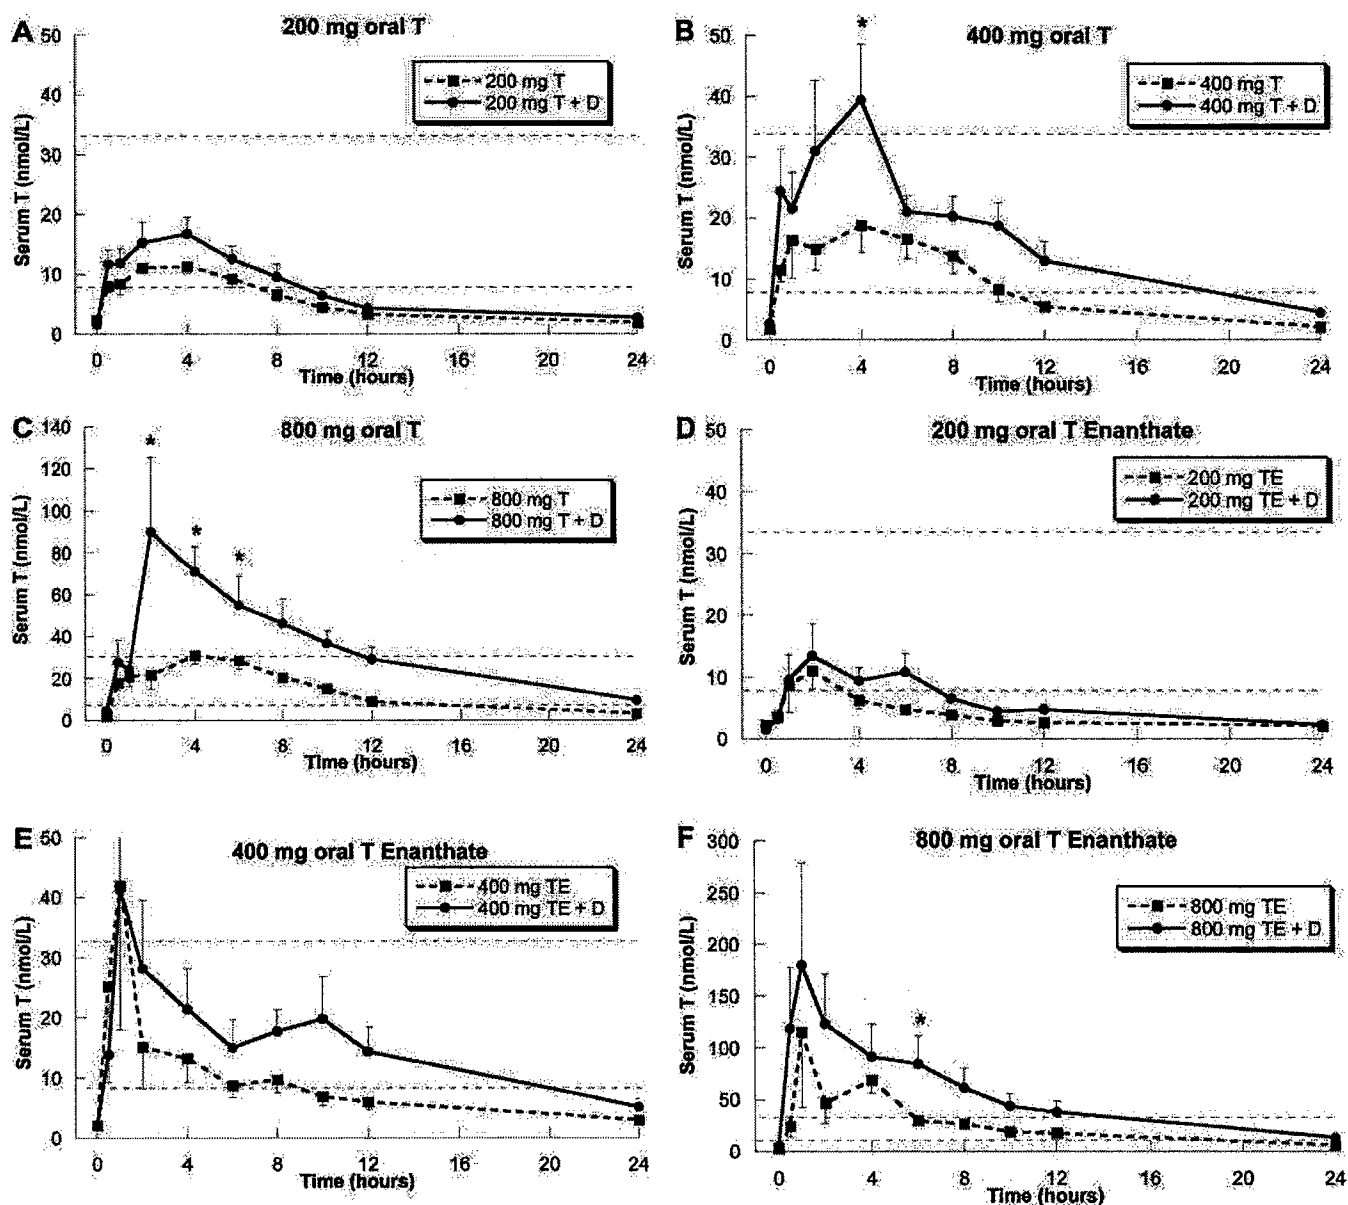 A
200 mg oral T
50
40
30
20
10
0
Serum T (nmol/L)
200 mg T
200 mg T + D
0 4 8 12 16 20 24
Time (hours)
B
400 mg oral T
*
50
40
30
20
10
0
Serum T (nmol/L)
400 mg T
400 mg T + D
0 4 8 12 16 20 24
Time (hours)
C
800 mg oral T
140
120
100
80
60
40
20
0
Serum T (nmol/L)
* * *
800 mg T
800 mg T + D
0 4 8 12 16 20 24
Time (hours)
D
200 mg oral T Enanthate
50
40
30
20
10
0
Serum T (nmol/L)
200 mg TE
200 mg TE + D
0 4 8 12 16 20 24
Time (hours)
E
400 mg oral T Enanthate
50
40
30
20
10
0
Serum T (nmol/L)
400 mg TE
400 mg TE + D
0 4 8 12 16 20 24
Time (hours)
F
800 mg oral T Enanthate
300
250
200
150
100
50
0
Serum T (nmol/L)
800 mg TE
800 mg TE + D
*
0 4 8 12 16 20 24
Time (hours)